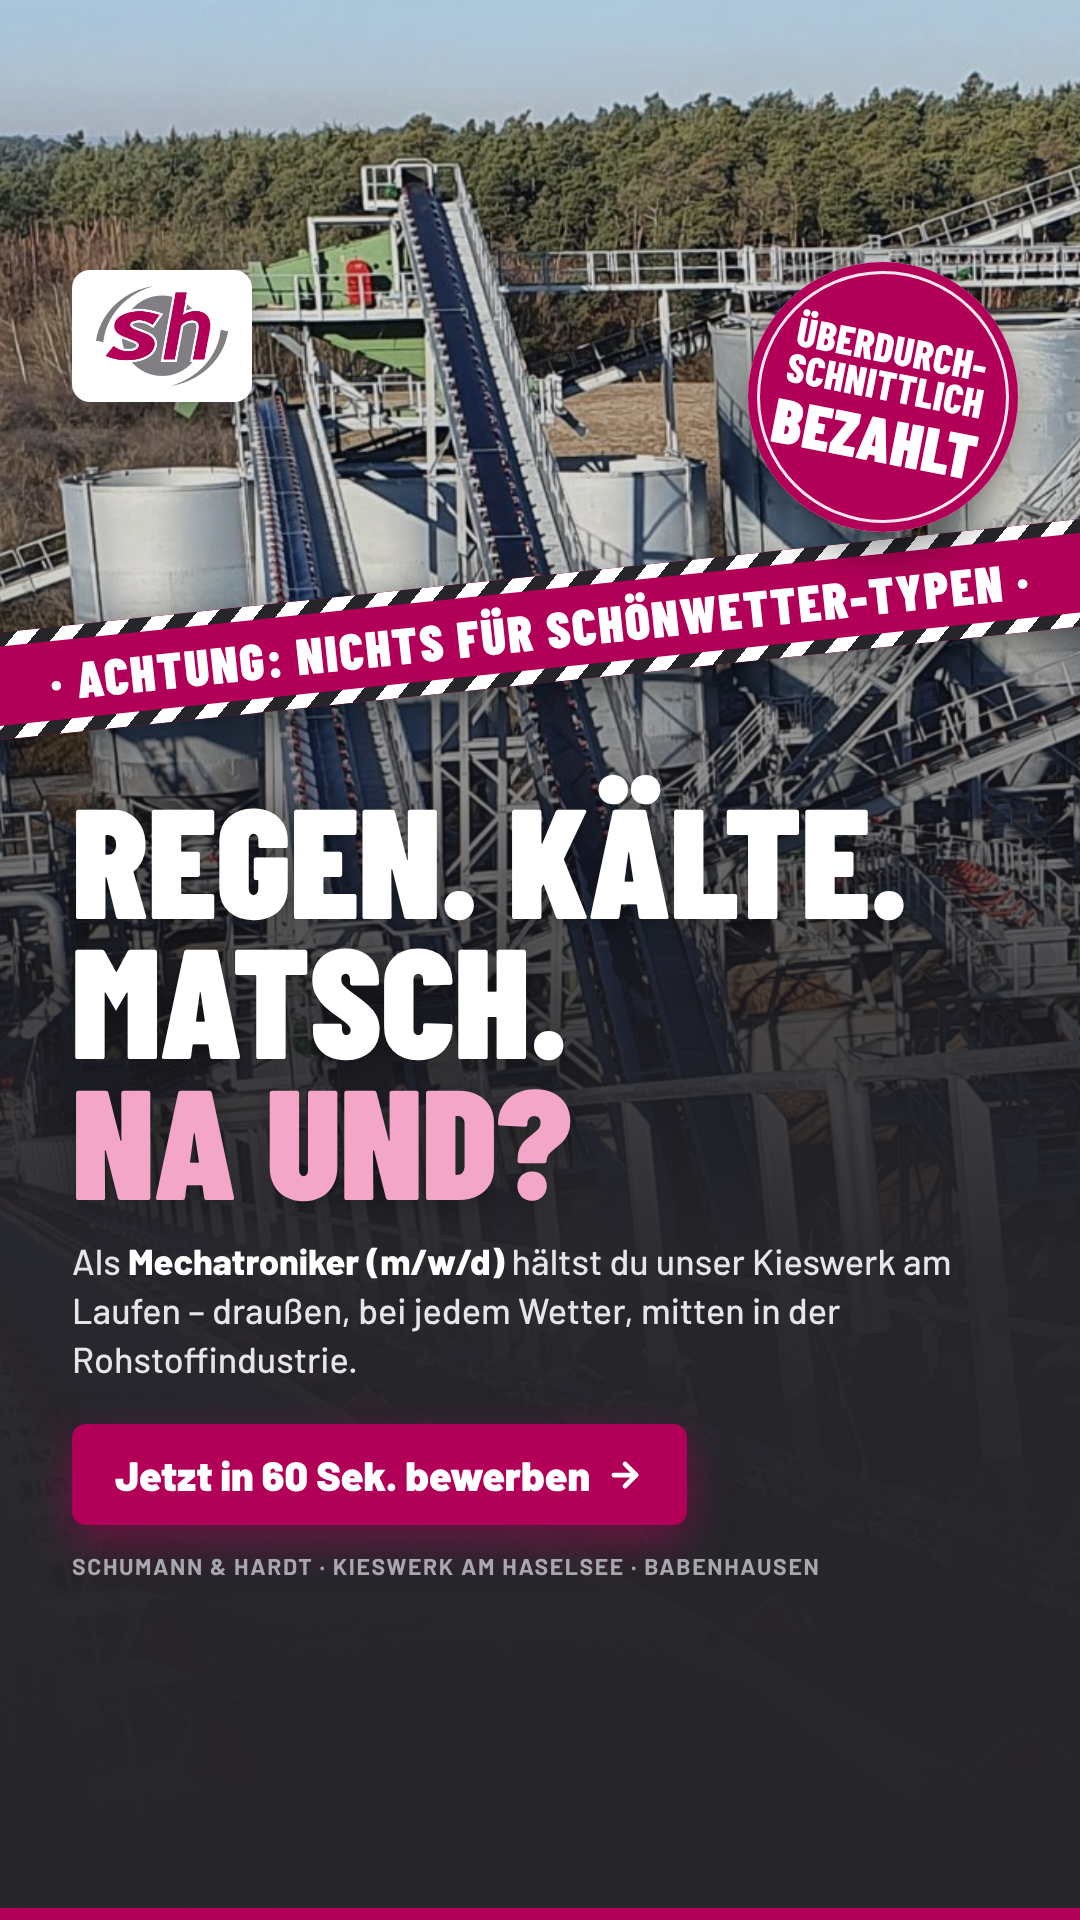 sh
ÜBERDURCH-
SCHNITTLICH
BEZAHLT
· ACHTUNG: NICHTS FÜR SCHÖNWETTER-TYPEN ·
REGEN. KÄLTE.
MATSCH.
NA UND?
Als Mechatroniker (m/w/d) hältst du unser Kieswerk am
Laufen – draußen, bei jedem Wetter, mitten in der
Rohstoffindustrie.
Jetzt in 60 Sek. bewerben →
SCHUMANN & HARDT · KIESWERK AM HASELSEE · BABENHAUSEN